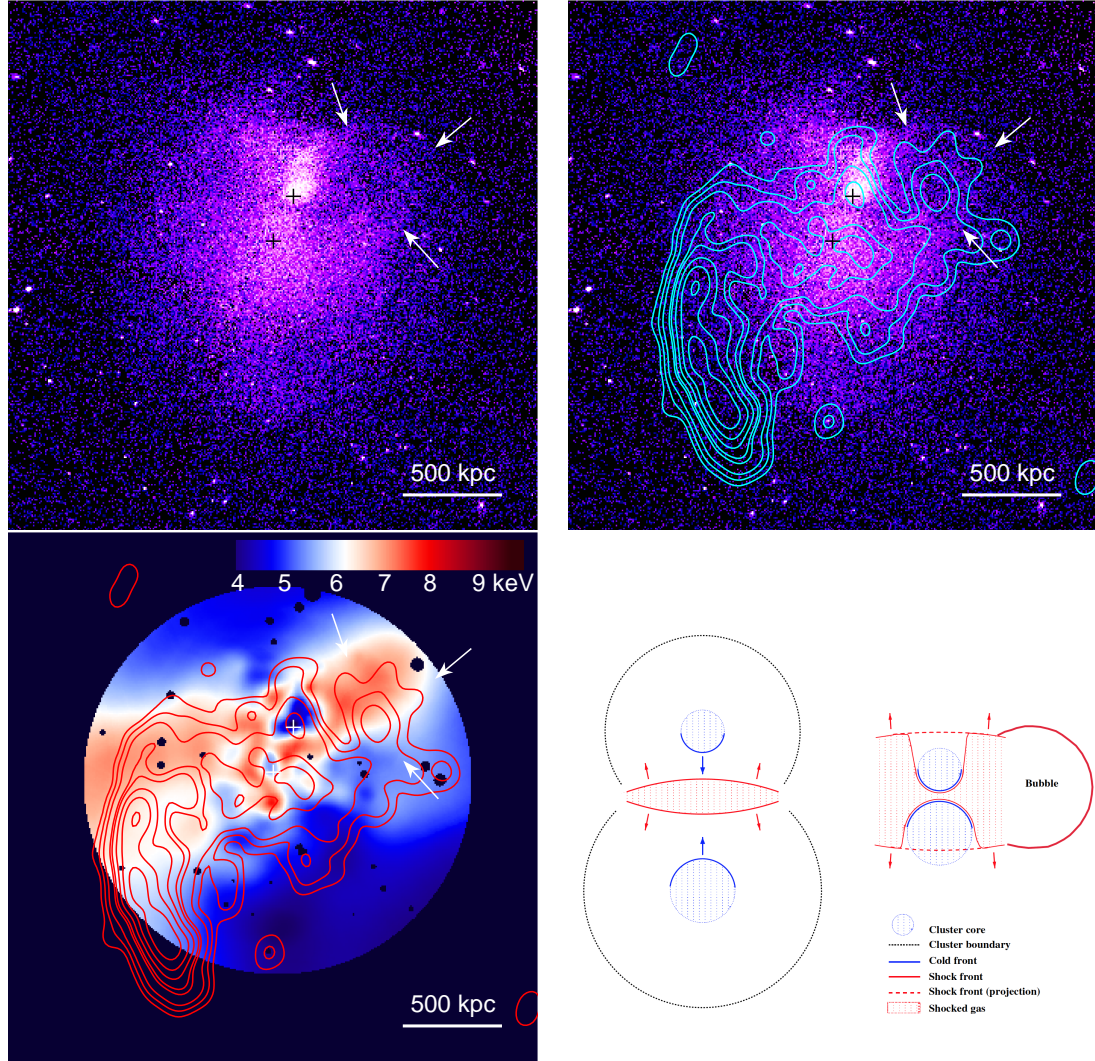 500 kpc
500 kpc
4 5 6 7 8 9 keV
500 kpc
Bubble
Cluster core
Cluster boundary
Cold front
Shock front
Shock front (projection)
Shocked gas